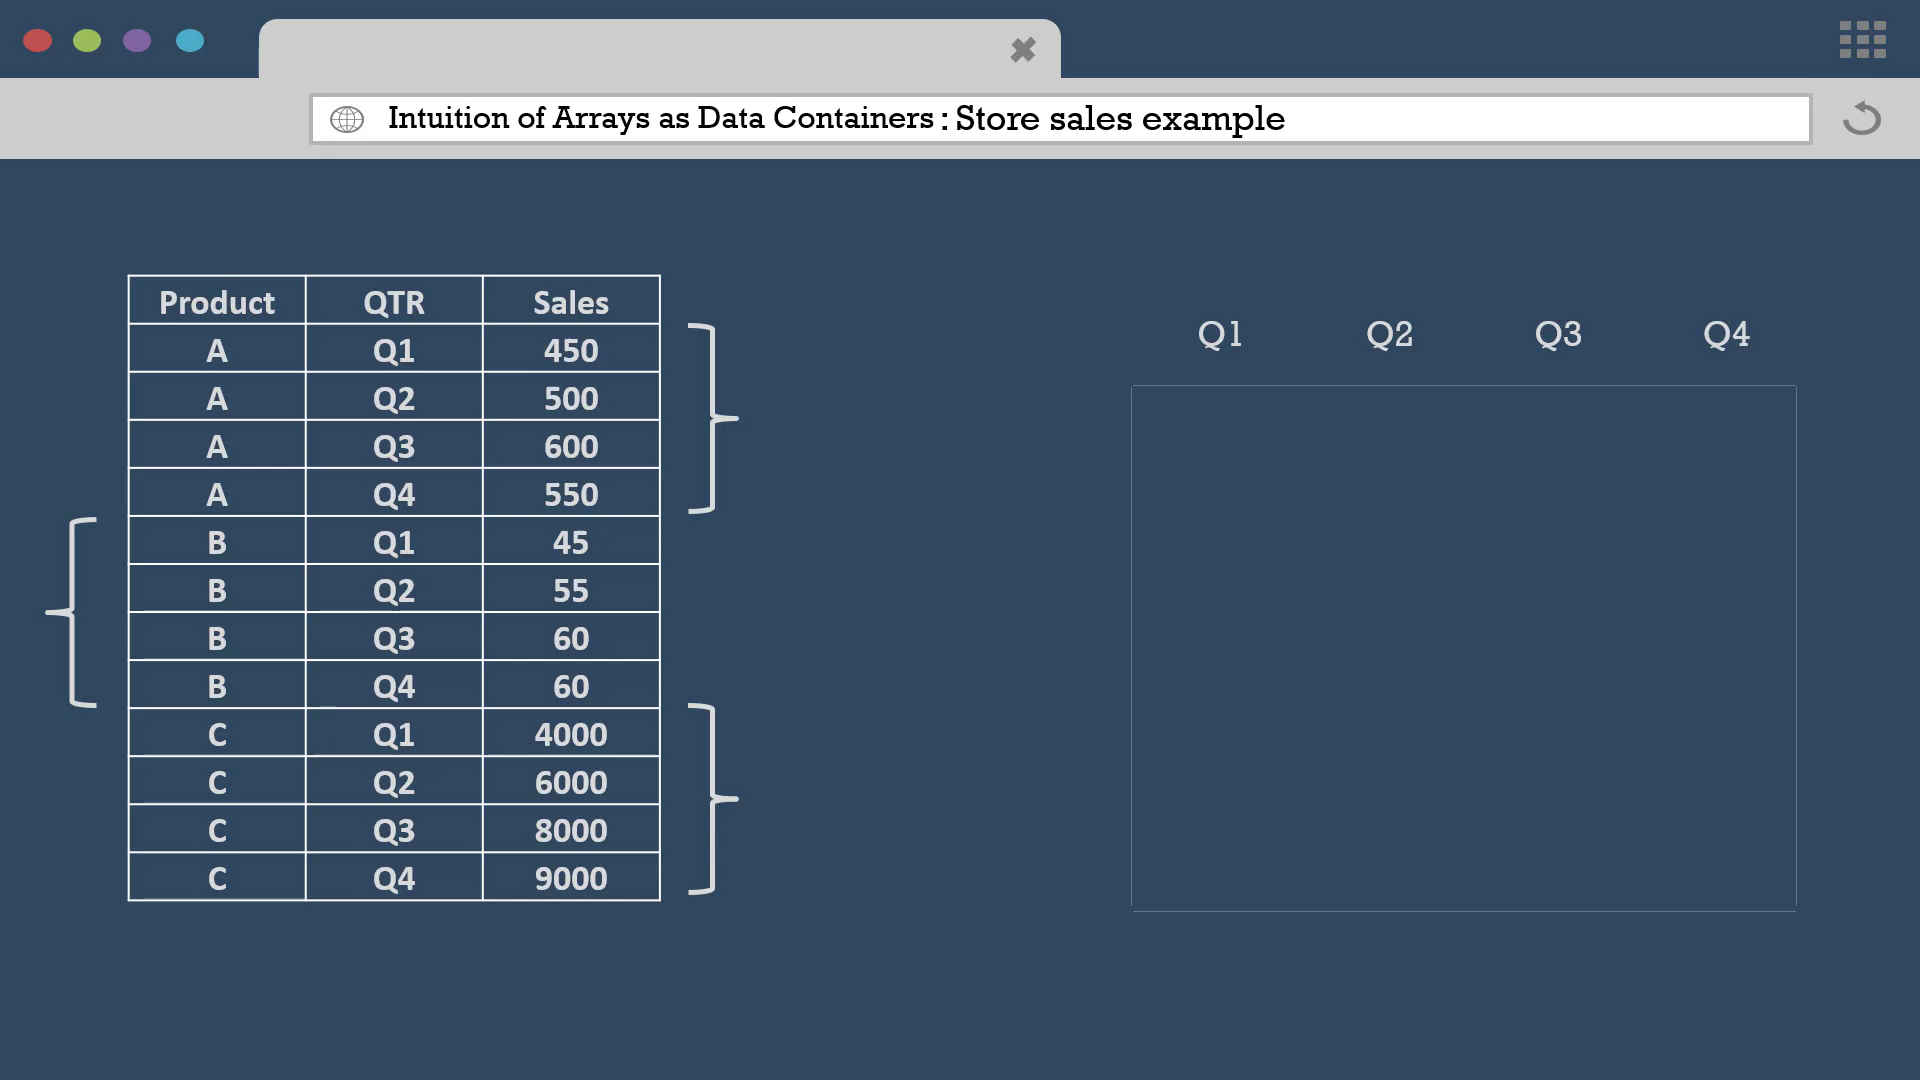 Intuition of Arrays as Data Containers : Store sales example
Product QTR Sales
A Q1 450
A Q2 500
A Q3 600
A Q4 550
B Q1 45
B Q2 55
B Q3 60
B Q4 60
C Q1 4000
C Q2 6000
C Q3 8000
C Q4 9000
Q1 Q2 Q3 Q4